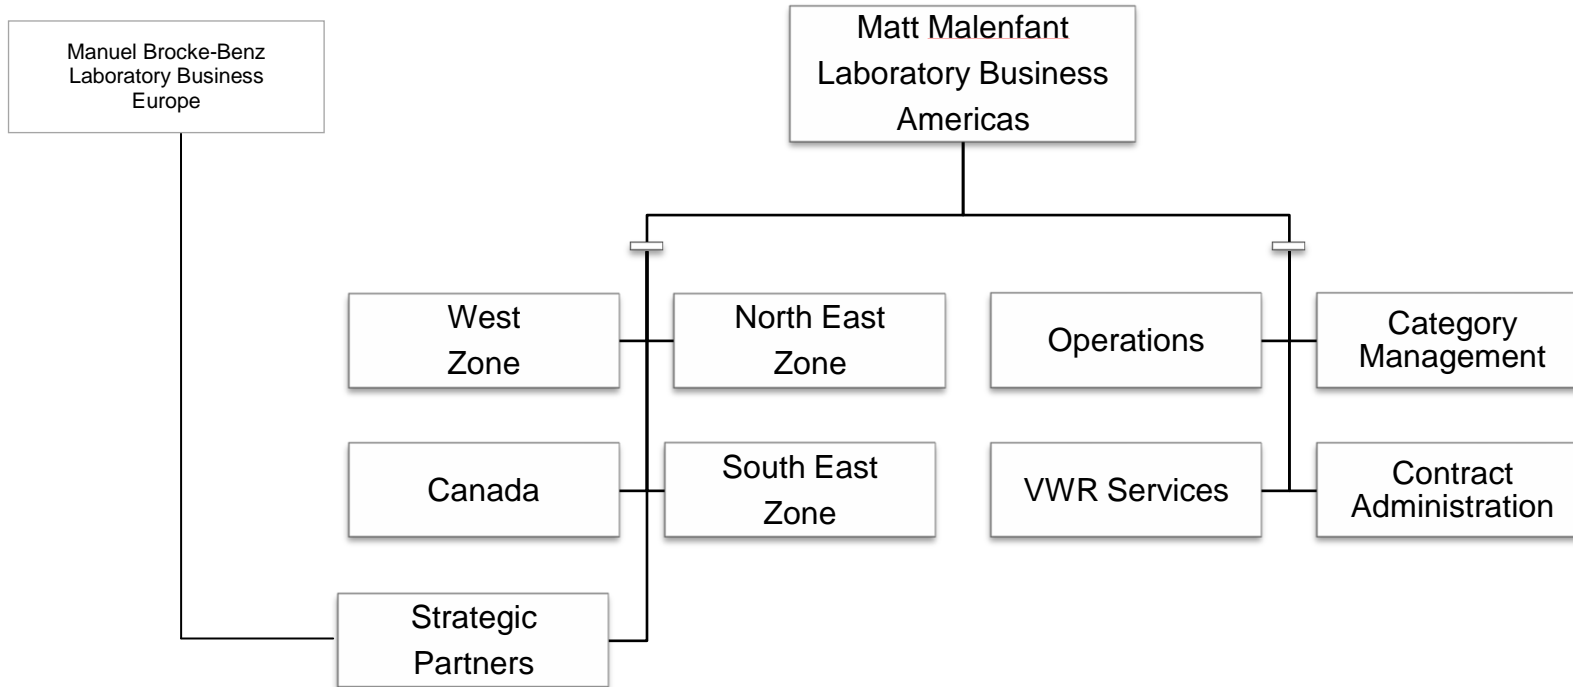 Manuel Brocke-Benz
Laboratory Business
Europe
Matt Malenfant
Laboratory Business
Americas
West
Zone
North East
Zone
Operations
Category
Management
Canada
South East
Zone
VWR Services
Contract
Administration
Strategic
Partners